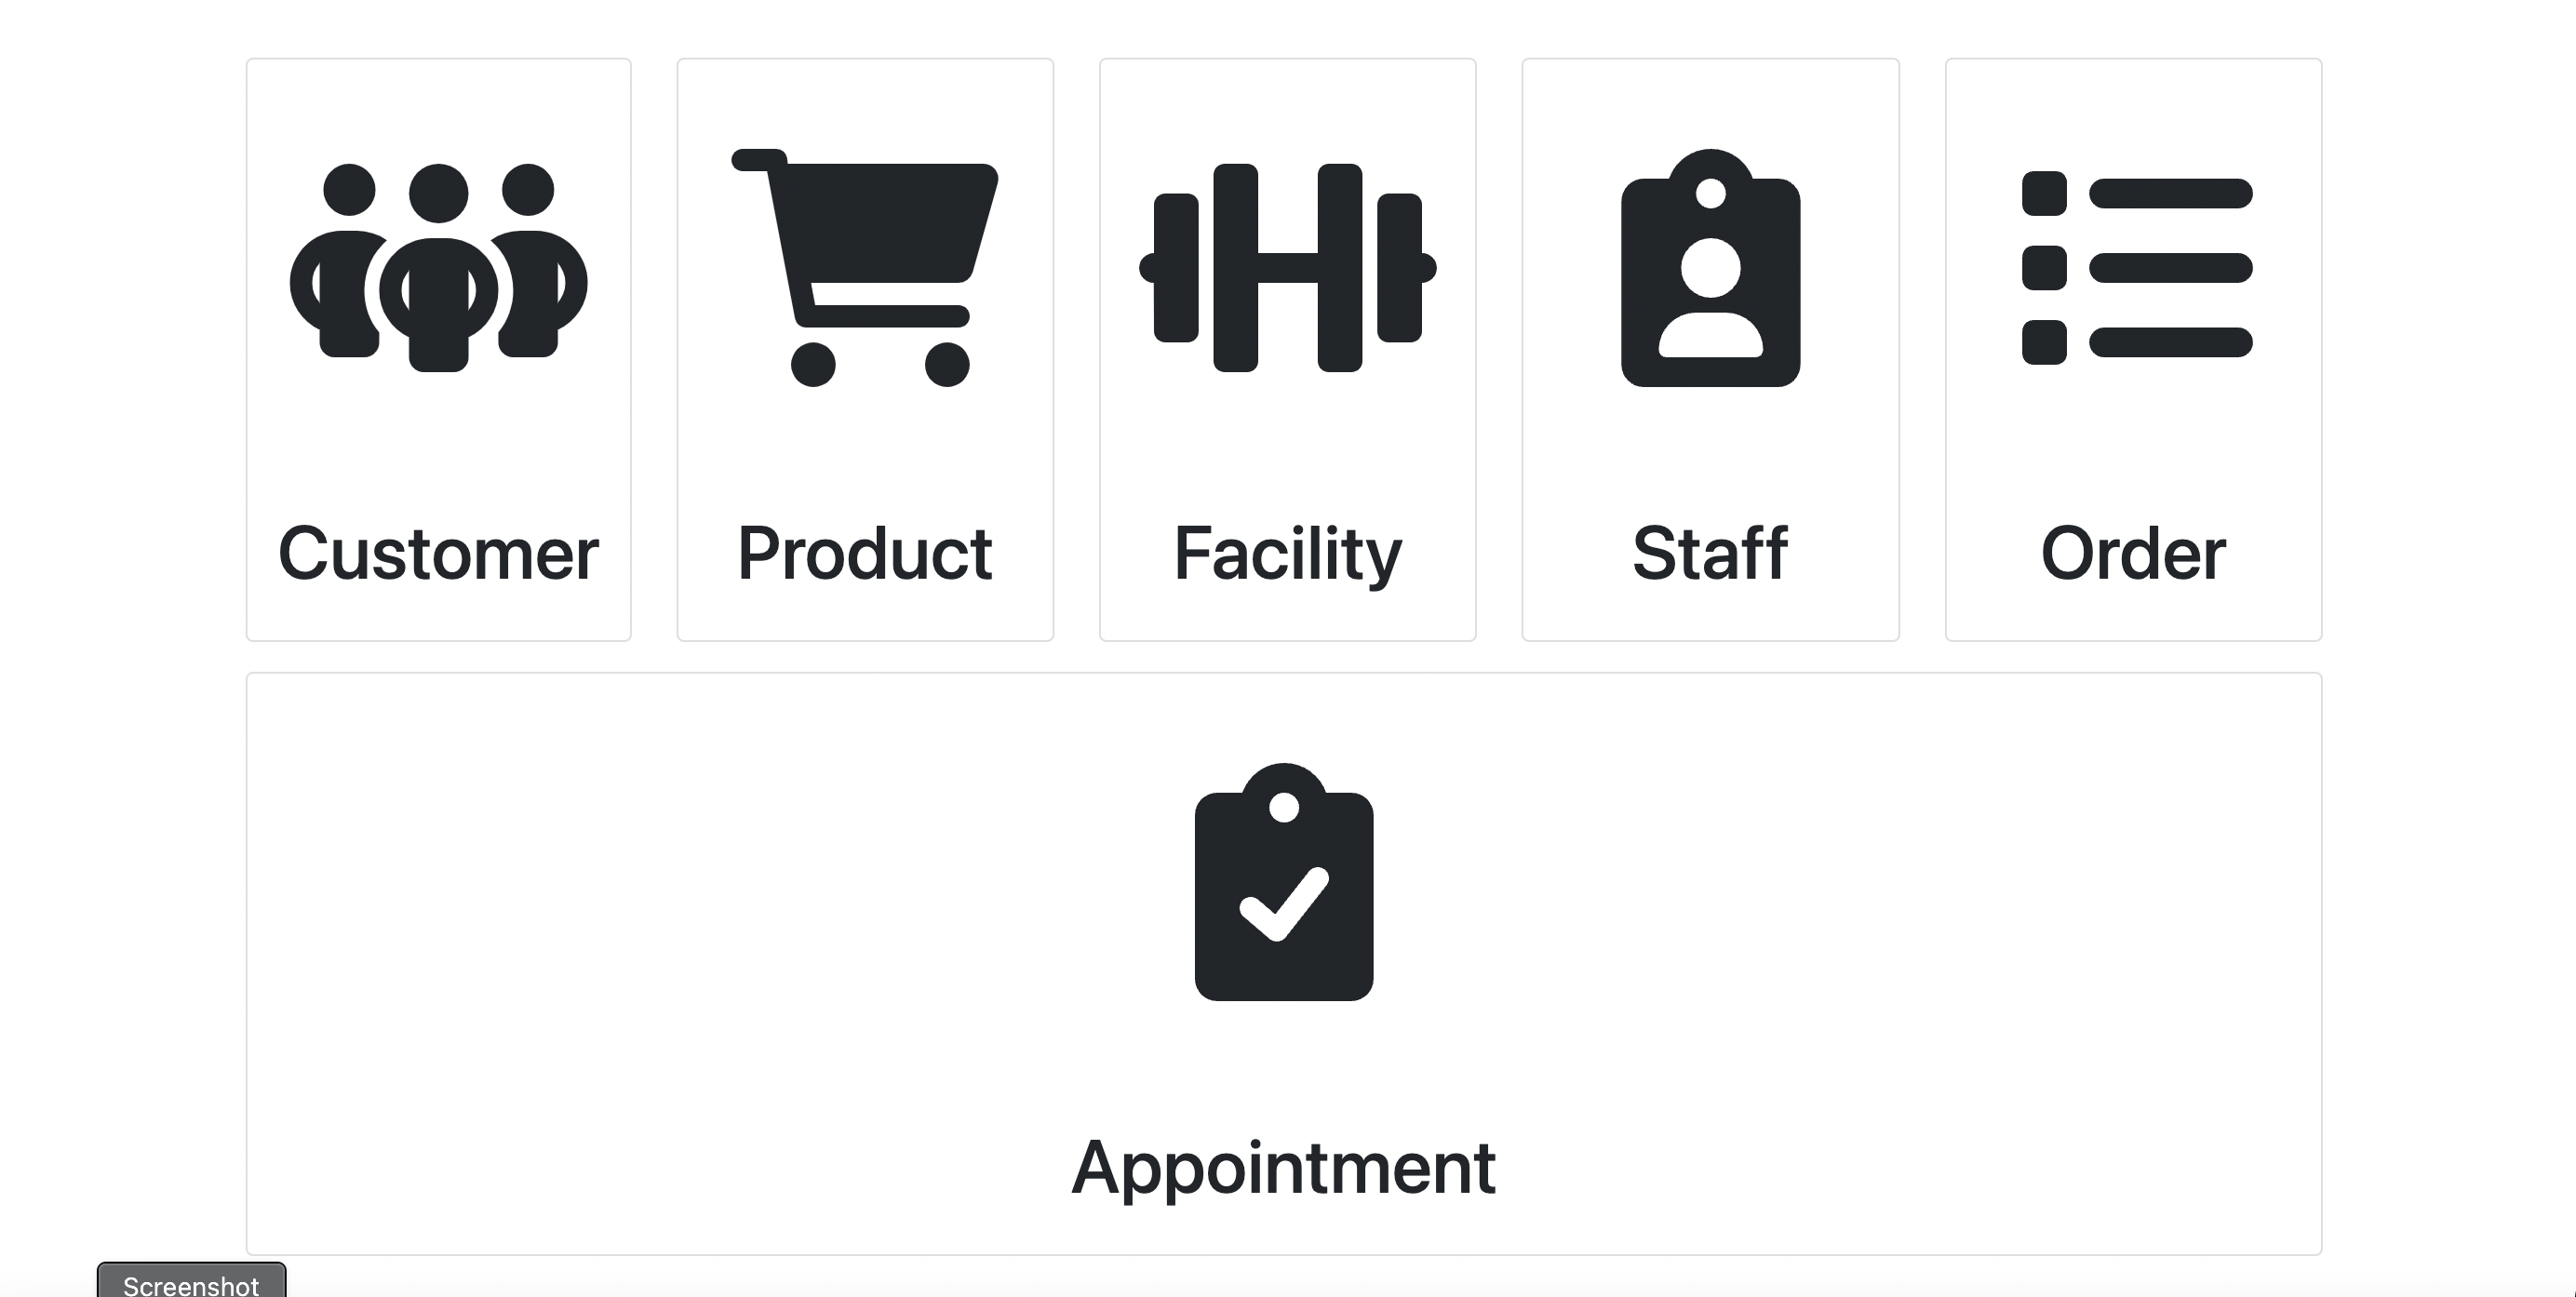 Customer
Product
Facility
Staff
Order
Appointment
Screenshot